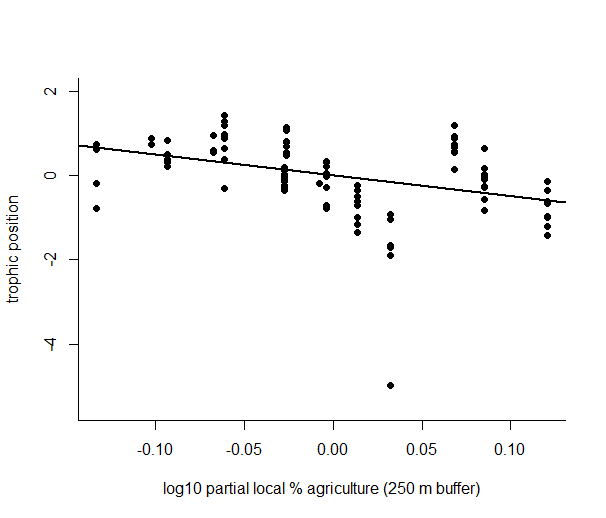 2
0
-2
-4
trophic position
-0.10 -0.05 0.00 0.05 0.10
log10 partial local % agriculture (250 m buffer)